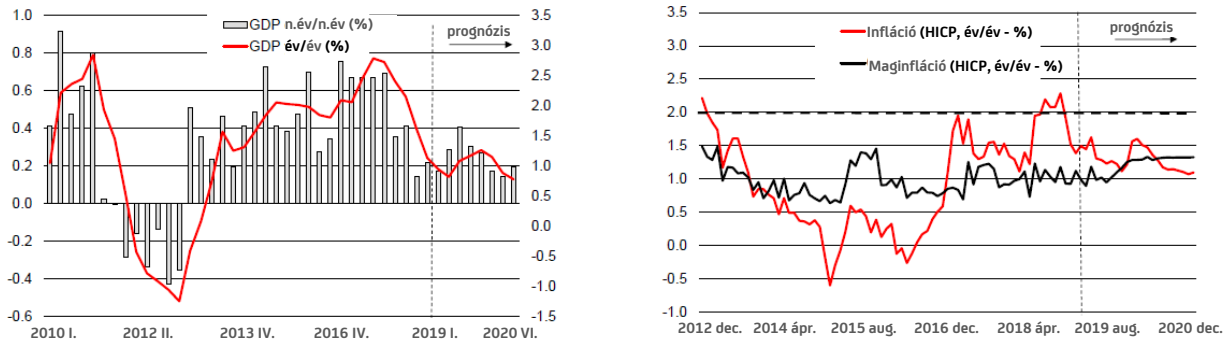 GDP n.év/n.év (%)
GDP év/év (%)
prognózis
1.0
0.8
0.6
0.4
0.2
0.0
-0.2
-0.4
-0.6
3.5
3.0
2.5
2.0
1.5
1.0
0.5
0.0
-0.5
-1.0
-1.5
2010 I.
2012 II.
2013 IV.
2016 IV.
2019 I.
2020 VI.
Infláció (HICP, év/év - %)
Maginfláció (HICP, év/év - %)
prognózis
3.5
3.0
2.5
2.0
1.5
1.0
0.5
0.0
-0.5
-1.0
2012 dec.
2014 ápr.
2015 aug.
2016 dec.
2018 ápr.
2019 aug.
2020 dec.